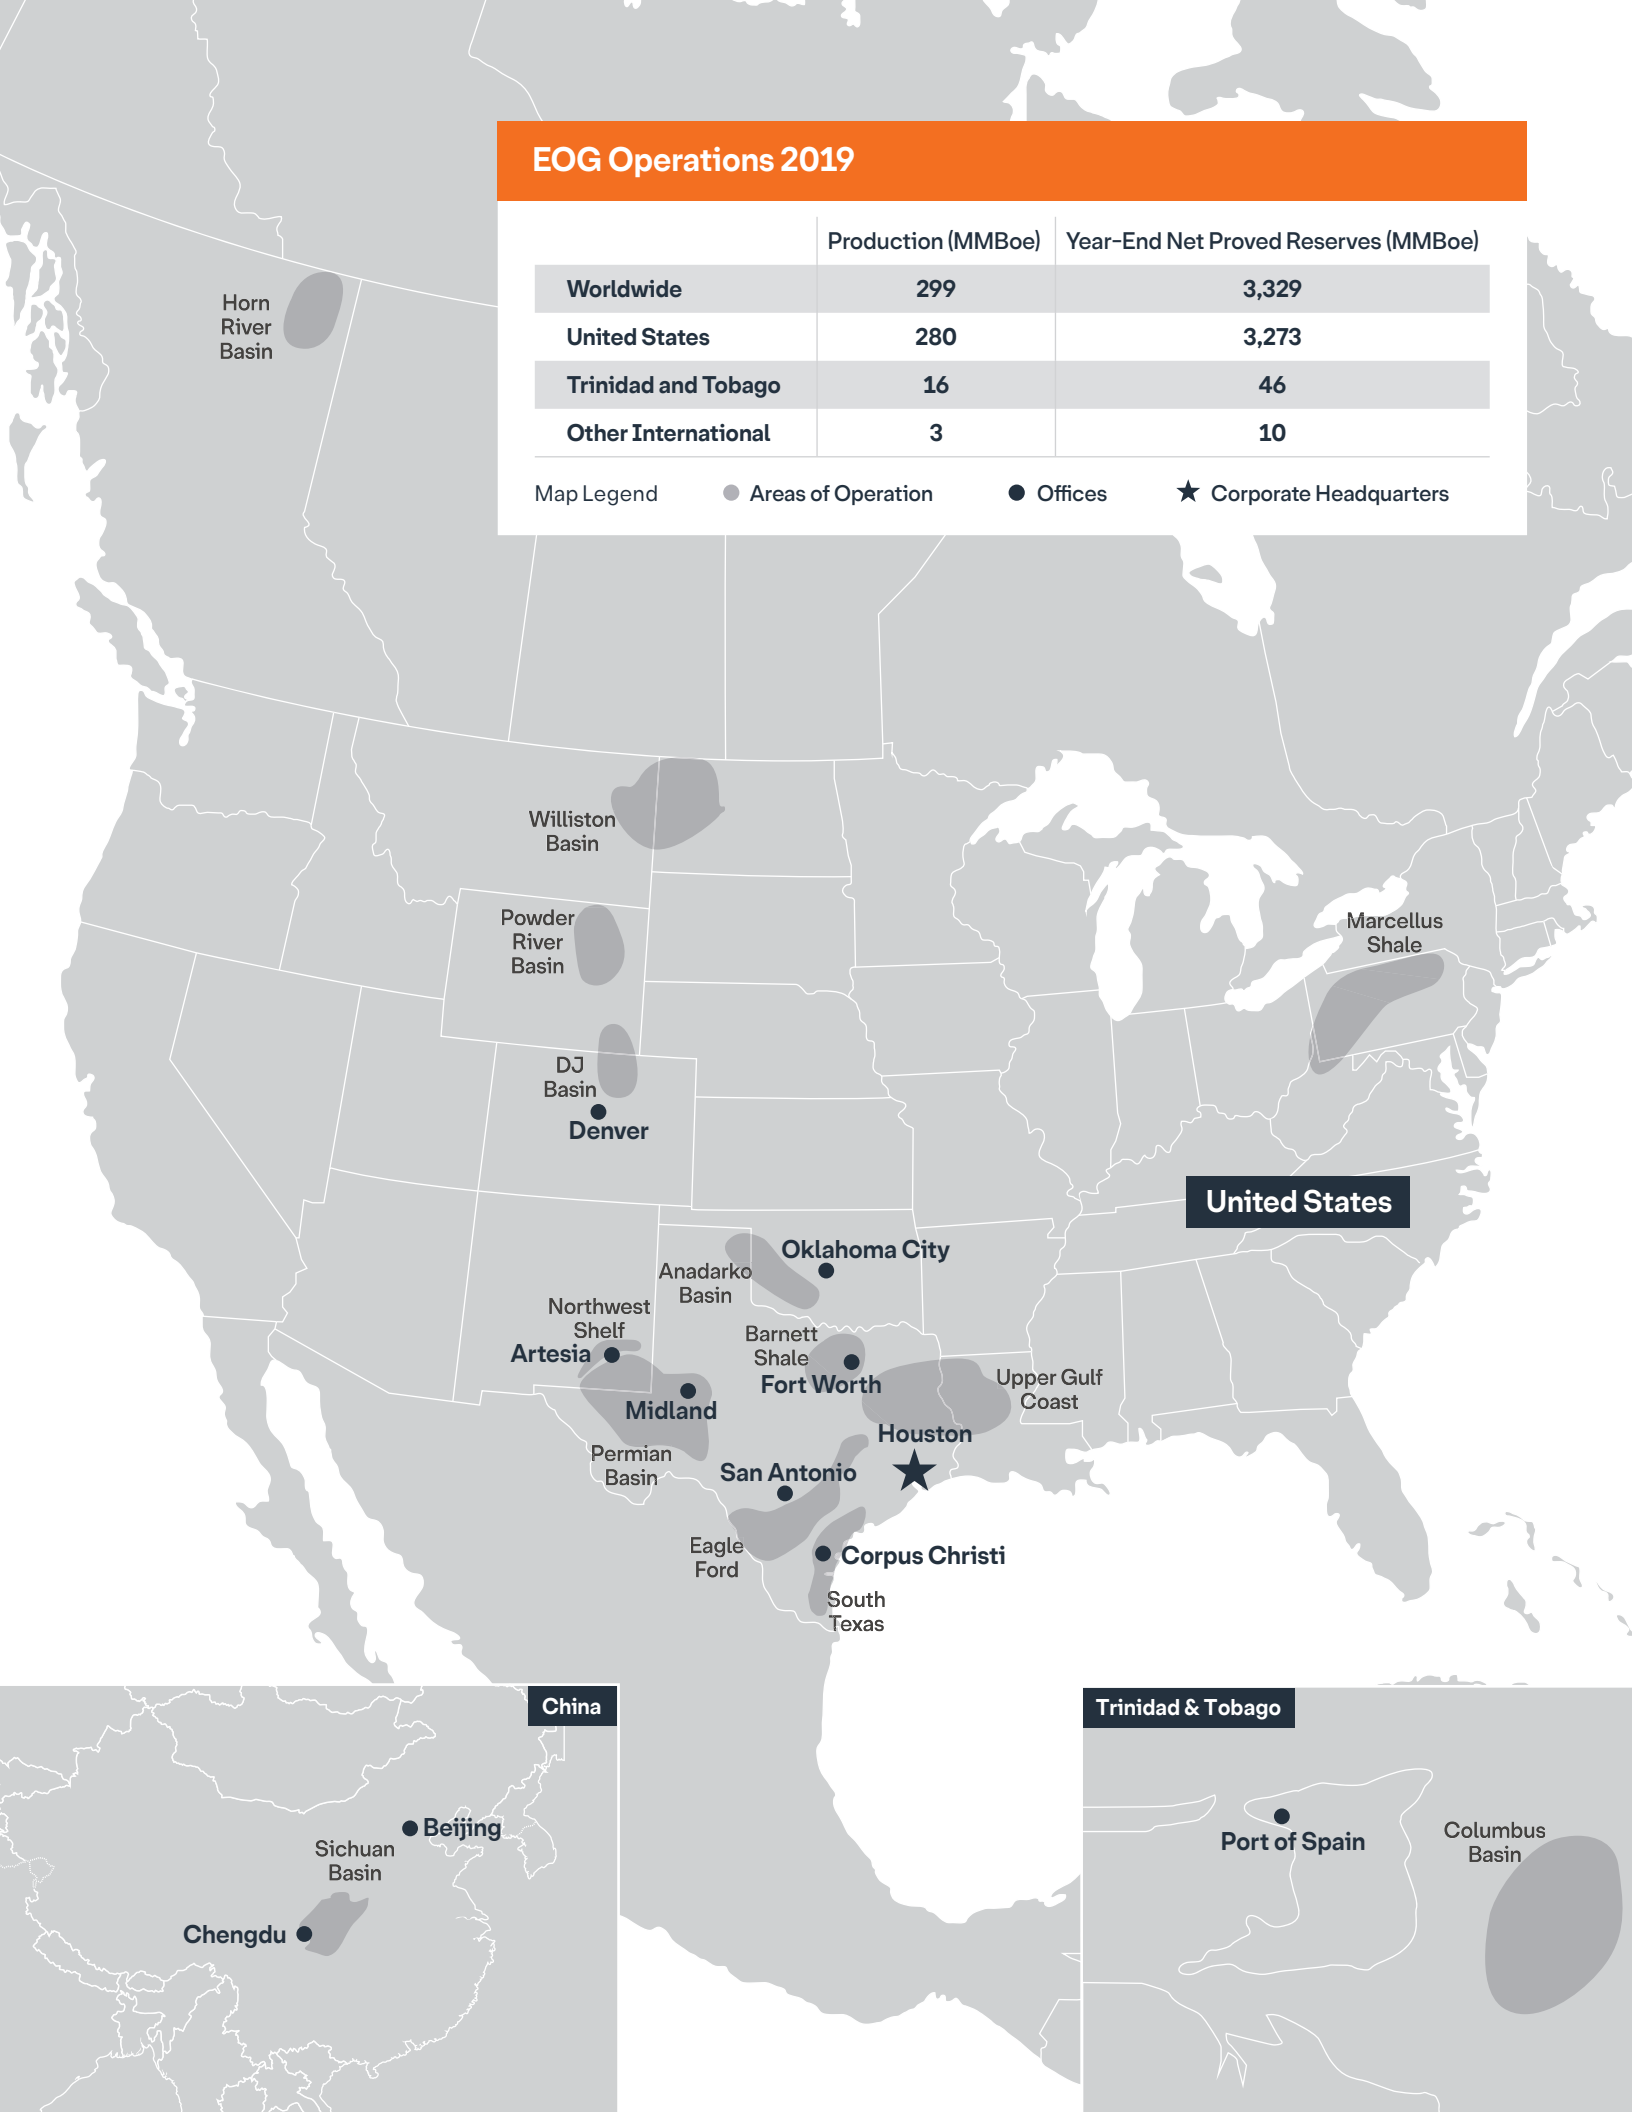 EOG Operations 2019
Production (MMBoe) Year-End Net Proved Reserves (MMBoe)
Worldwide 299 3,329
United States 280 3,273
Trinidad and Tobago 16 46
Other International 3 10
Map Legend Areas of Operation Offices Corporate Headquarters
Horn
River
Basin
Williston
Basin
Powder
River
Basin
Marcellus
Shale
DJ
Basin
Denver
United States
Oklahoma City
Anadarko
Basin
Northwest
Shelf
Artesia
Barnett
Shale
Fort Worth
Upper Gulf
Coast
Midland
Houston
Permian
Basin
San Antonio
Eagle
Ford
Corpus Christi
South
Texas
China
Beijing
Sichuan
Basin
Chengdu
Trinidad & Tobago
Port of Spain
Columbus
Basin